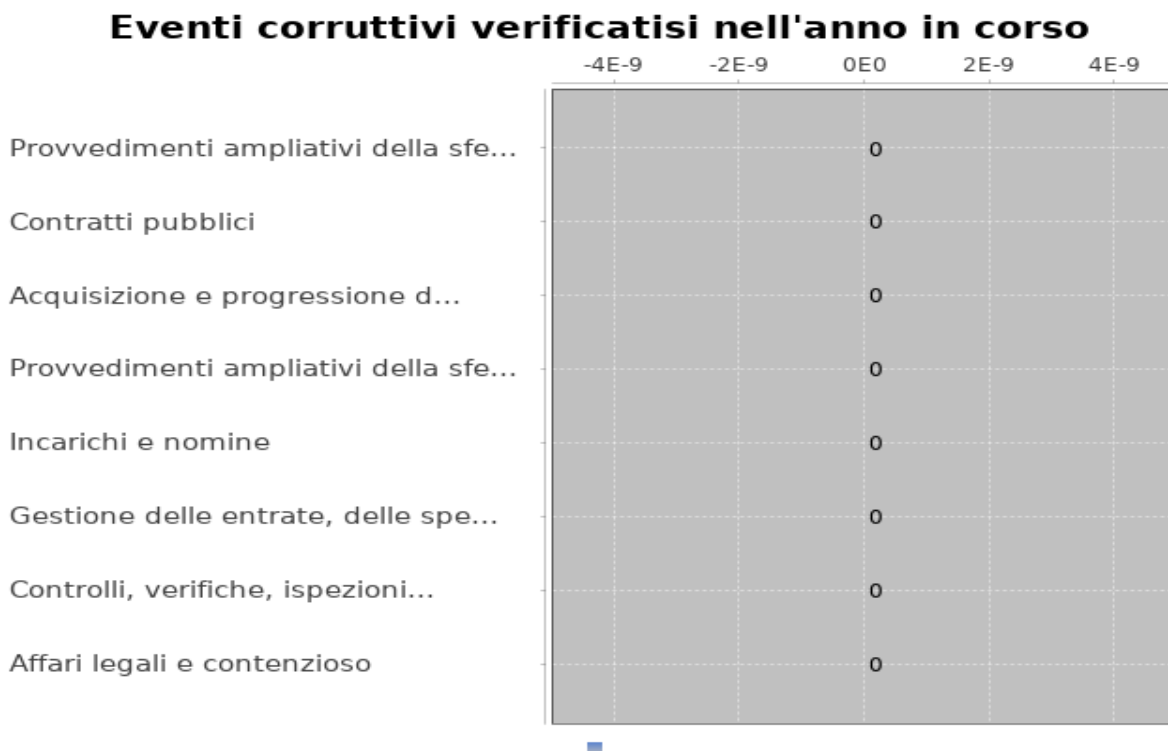 Eventi corruttivi verificatisi nell'anno in corso
-4E-9 -2E-9 0E0 2E-9 4E-9
Provvedimenti ampliativi della sfe... 0
Contratti pubblici 0
Acquisizione e progressione d... 0
Provvedimenti ampliativi della sfe... 0
Incarichi e nomine 0
Gestione delle entrate, delle spe... 0
Controlli, verifiche, ispezioni... 0
Affari legali e contenzioso 0